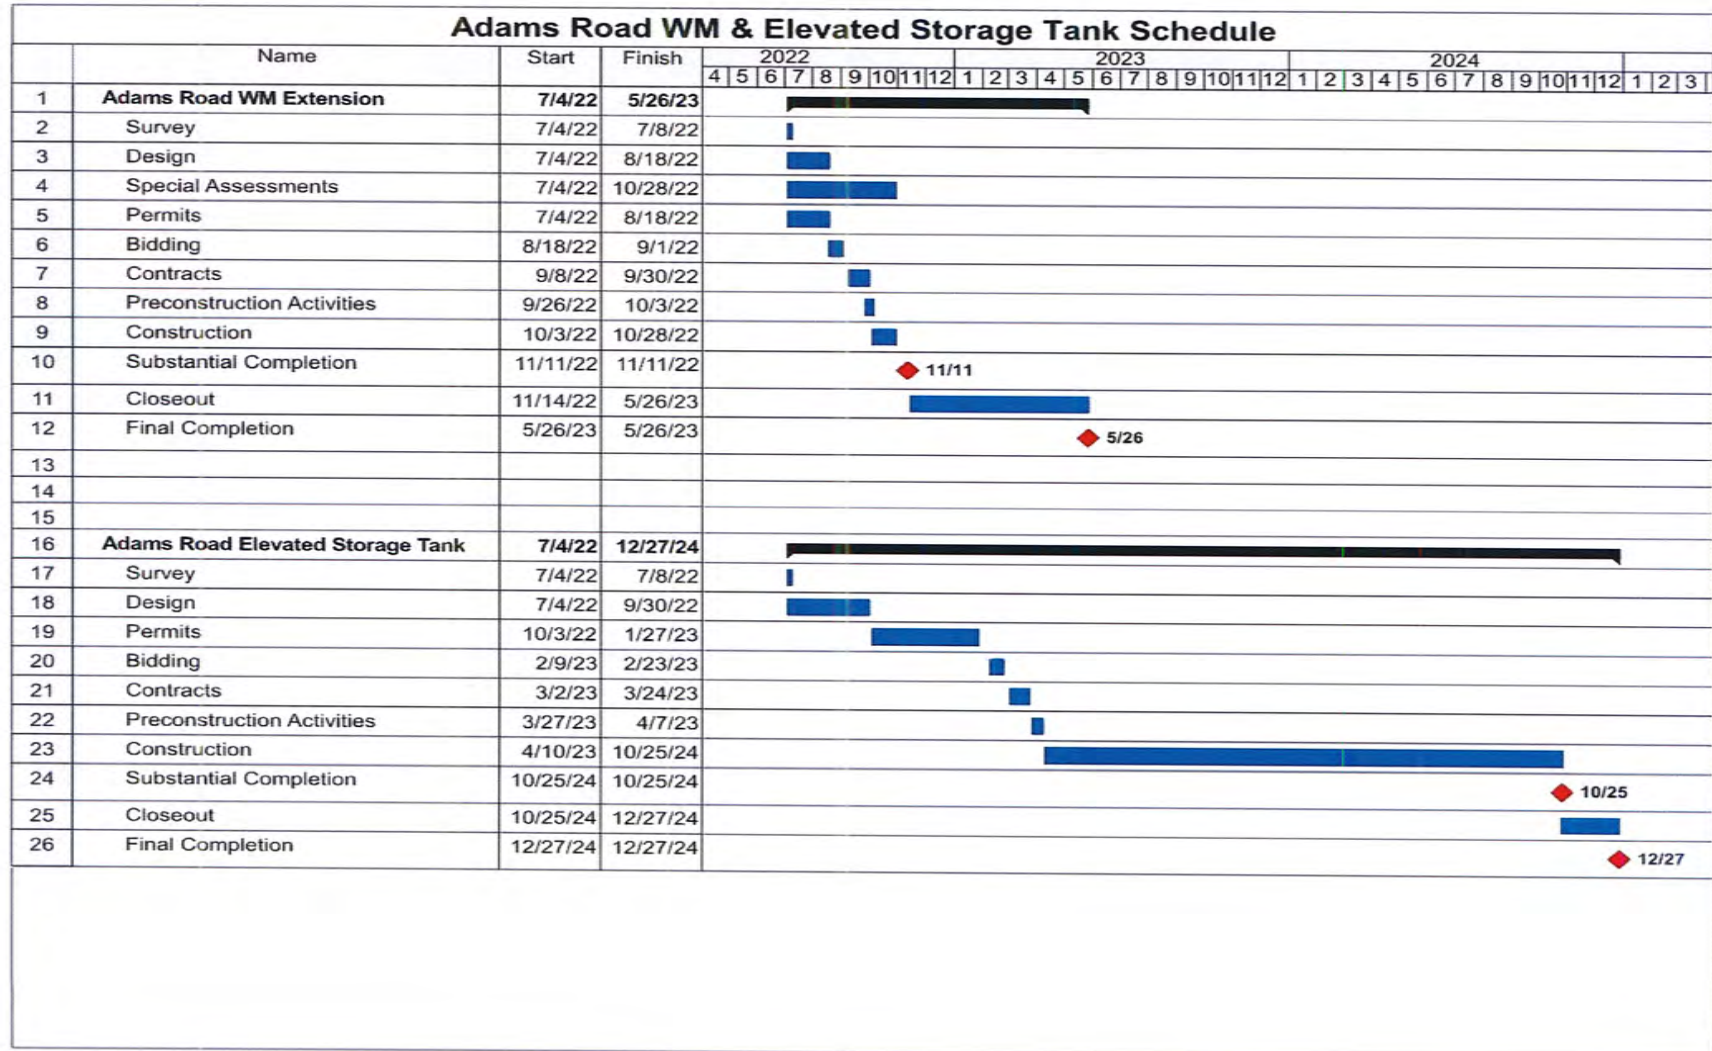 Adams Road WM & Elevated Storage Tank Schedule
Name Start Finish 2022 2023 2024
4 5 6 7 8 9 10 11 12 1 2 3 4 5 6 7 8 9 10 11 12 1 2 3 4 5 6 7 8 9 10 11 12 1 2 3
1 Adams Road WM Extension 7/4/22 5/26/23
2 Survey 7/4/22 7/8/22
3 Design 7/4/22 8/18/22
4 Special Assessments 7/4/22 10/28/22
5 Permits 7/4/22 8/18/22
6 Bidding 8/18/22 9/1/22
7 Contracts 9/8/22 9/30/22
8 Preconstruction Activities 9/26/22 10/3/22
9 Construction 10/3/22 10/28/22
10 Substantial Completion 11/11/22 11/11/22 11/11
11 Closeout 11/14/22 5/26/23
12 Final Completion 5/26/23 5/26/23 5/26
13
14
15
16 Adams Road Elevated Storage Tank 7/4/22 12/27/24
17 Survey 7/4/22 7/8/22
18 Design 7/4/22 9/30/22
19 Permits 10/3/22 1/27/23
20 Bidding 2/9/23 2/23/23
21 Contracts 3/2/23 3/24/23
22 Preconstruction Activities 3/27/23 4/7/23
23 Construction 4/10/23 10/25/24
24 Substantial Completion 10/25/24 10/25/24 10/25
25 Closeout 10/25/24 12/27/24
26 Final Completion 12/27/24 12/27/24 12/27